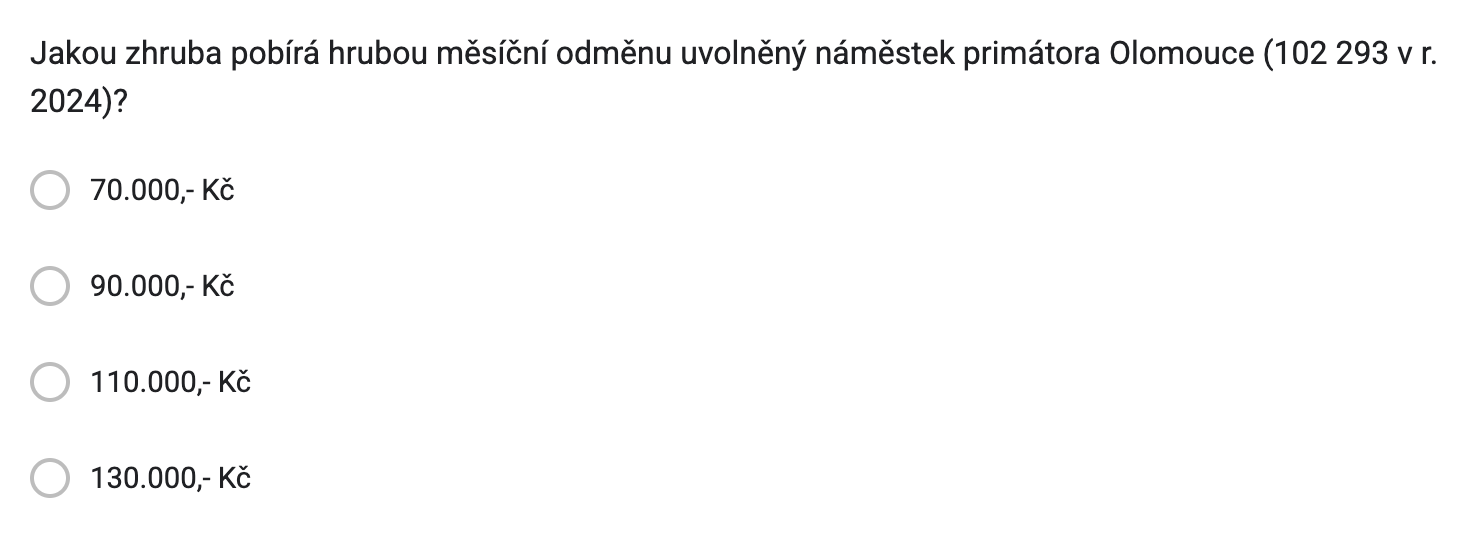 Jakou zhruba pobírá hrubou měsíční odměnu uvolněný náměstek primátora Olomouce (102 293 v r.
2024)?
70.000,- Kč
90.000,- Kč
110.000,- Kč
130.000,- Kč